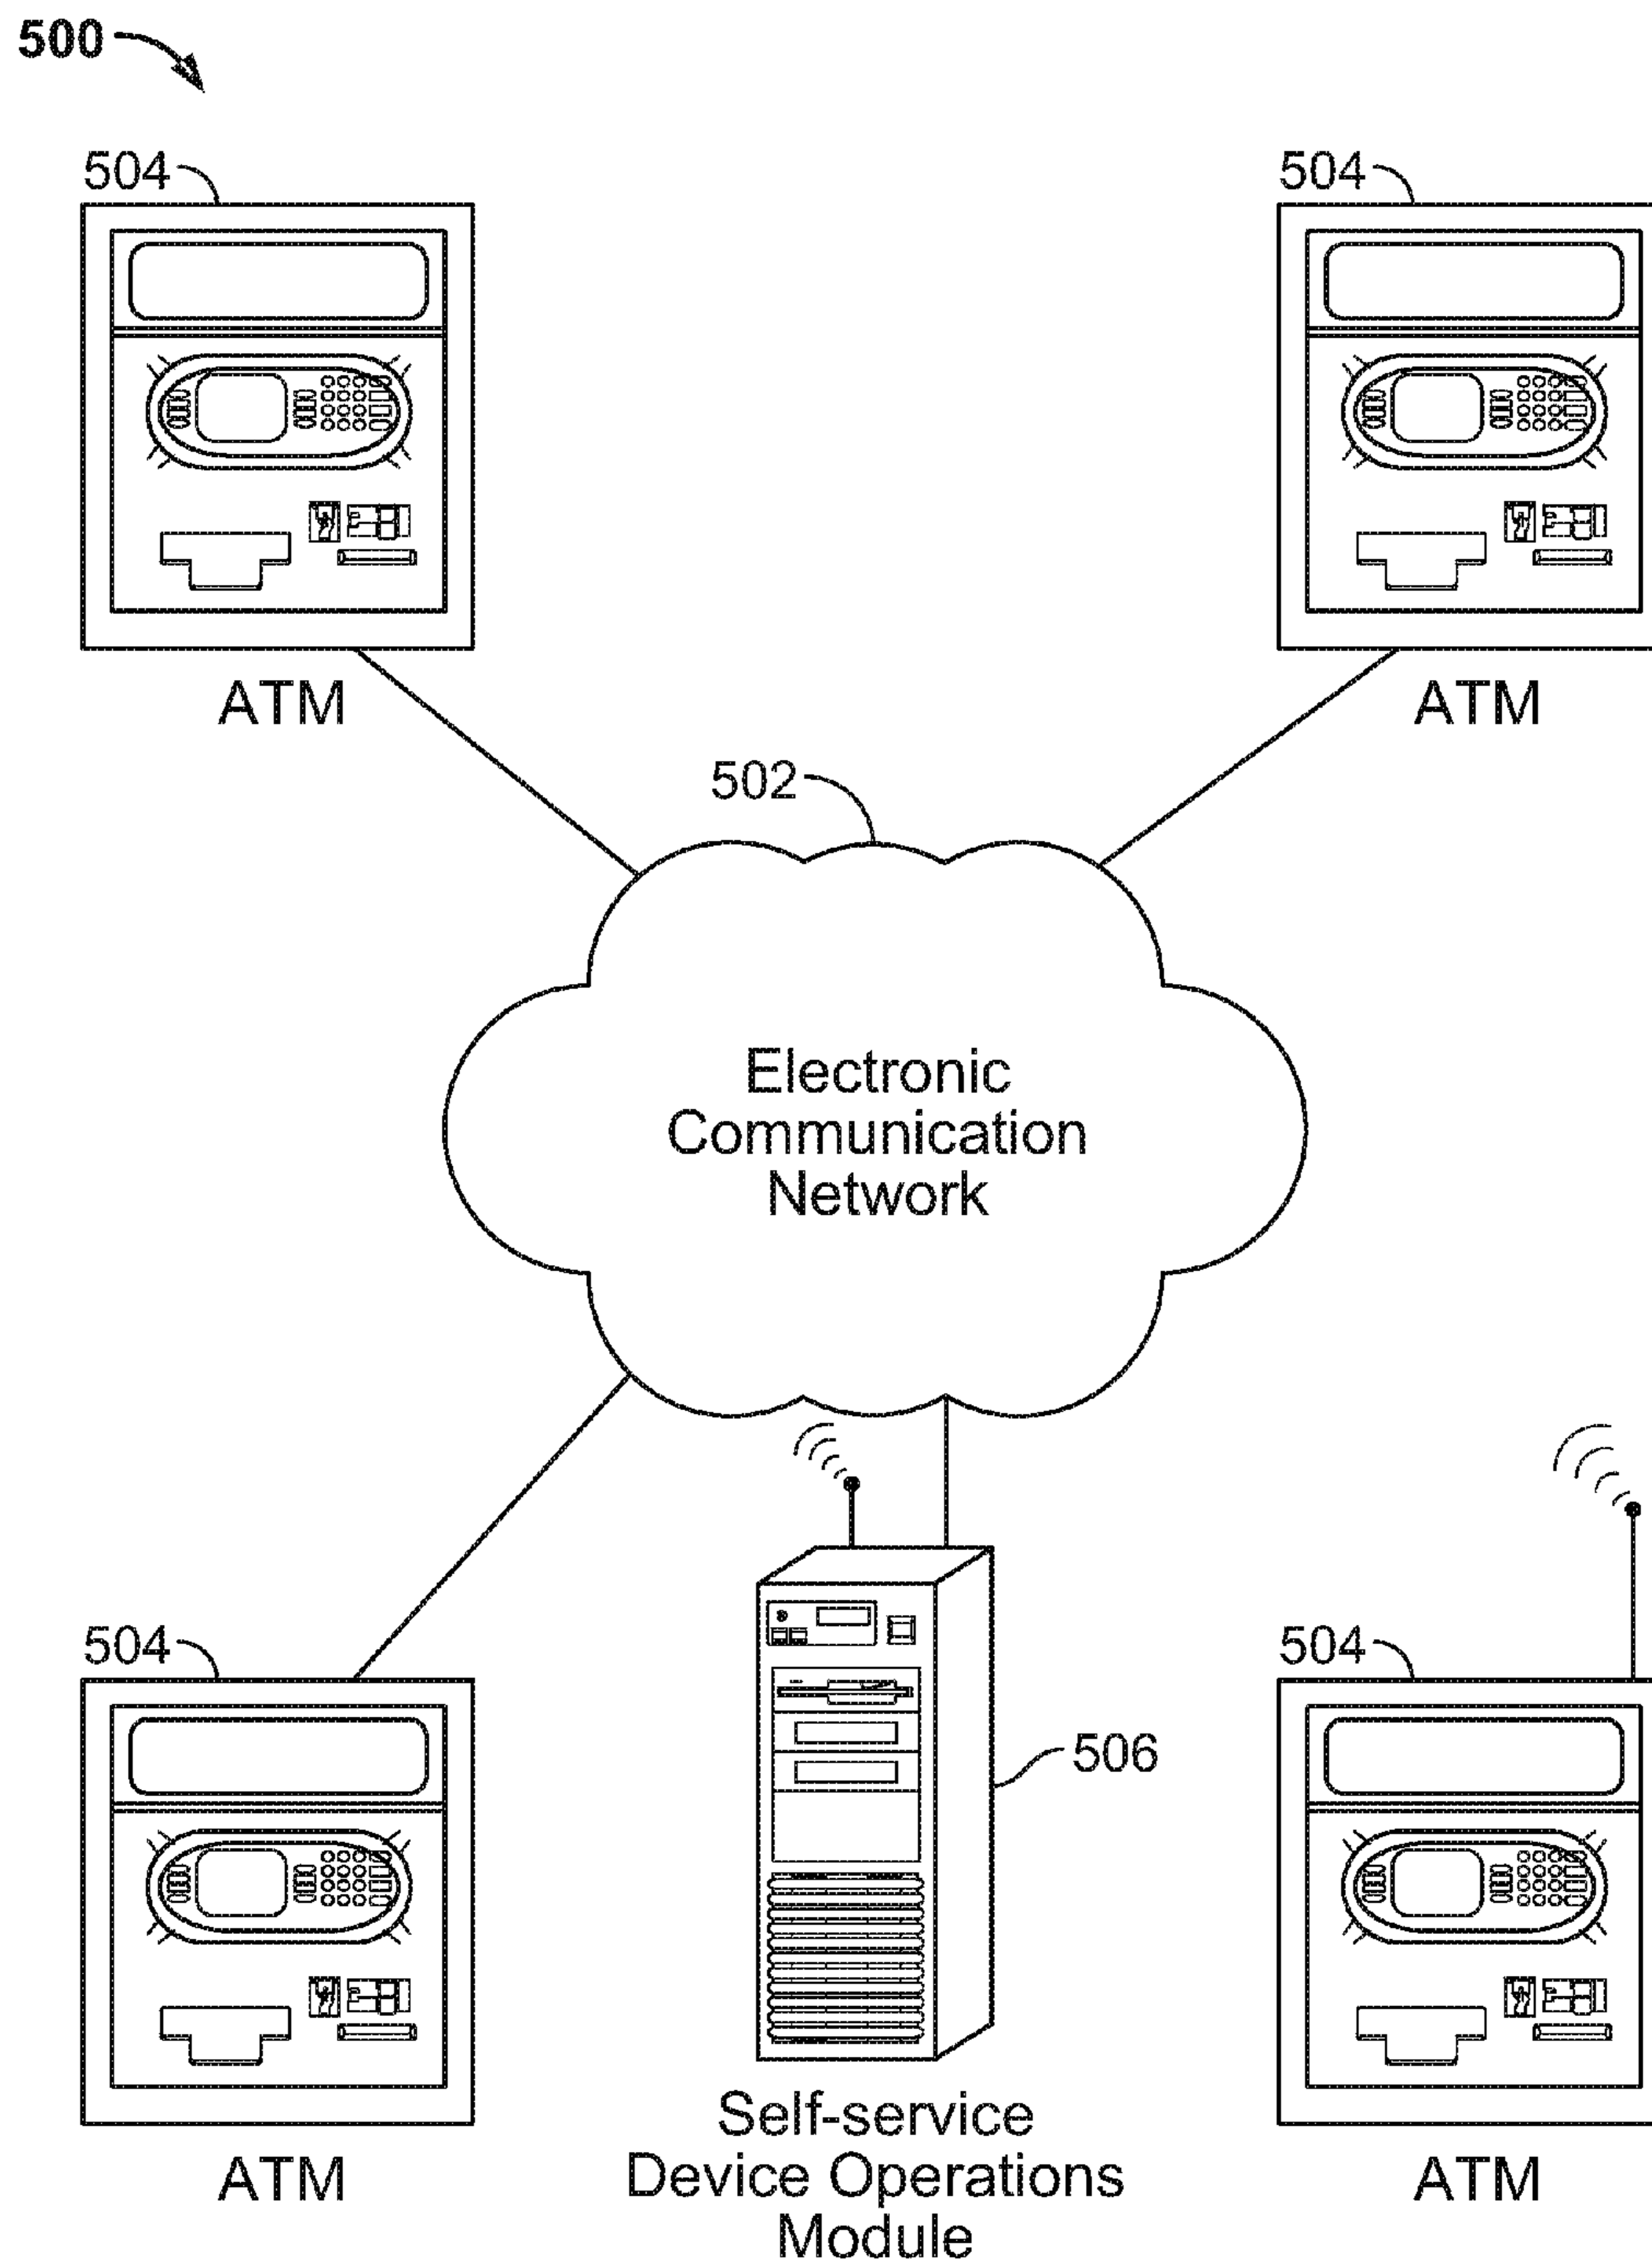 500
504
504
ATM
ATM
502
Electronic
Communication
Network
504
504
506
ATM
Self-service
Device Operations
Module
ATM